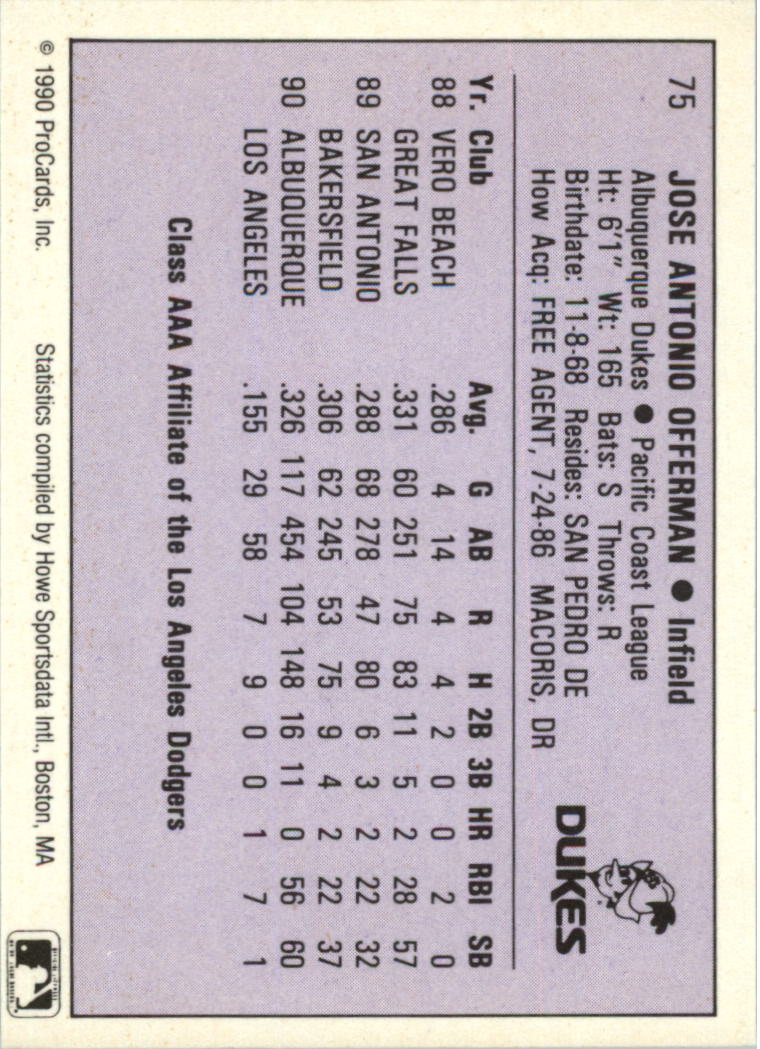 75 JOSE ANTONIO OFFERMAN ● Infield
Albuquerque Dukes ● Pacific Coast League
Ht: 6'1" Wt: 165 Bats: S Throws: R
Birthdate: 11-8-68 Resides: SAN PEDRO DE
How Acq: FREE AGENT, 7-24-86 MACORIS, DR
DUKES
Yr. Club Avg. G AB R H 2B 3B HR RBI SB
88 VERO BEACH .286 4 14 4 4 2 0 0 2 0
GREAT FALLS .331 60 251 75 83 11 5 2 28 57
89 SAN ANTONIO .288 68 278 47 80 6 3 2 22 32
BAKERSFIELD .306 62 245 53 75 9 4 2 22 37
90 ALBUQUERQUE .326 117 454 104 148 16 11 0 56 60
LOS ANGELES .155 29 58 7 9 0 0 1 7 1
Class AAA Affiliate of the Los Angeles Dodgers
© 1990 ProCards, Inc. Statistics compiled by Howe Sportsdata Intl., Boston, MA